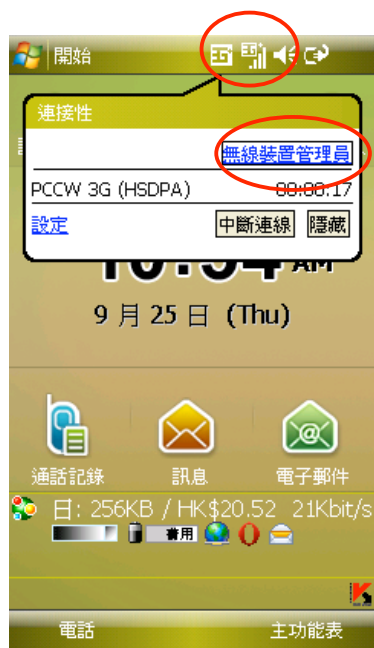 開始
連接性
無線裝置管理員
PCCW 3G (HSDPA) 00:00:17
設定 中斷連線 隱藏
AM
9 月 25 日 (Thu)
通話記錄 訊息 電子郵件
日: 256KB / HK$20.52 21Kbit/s
電話 主功能表